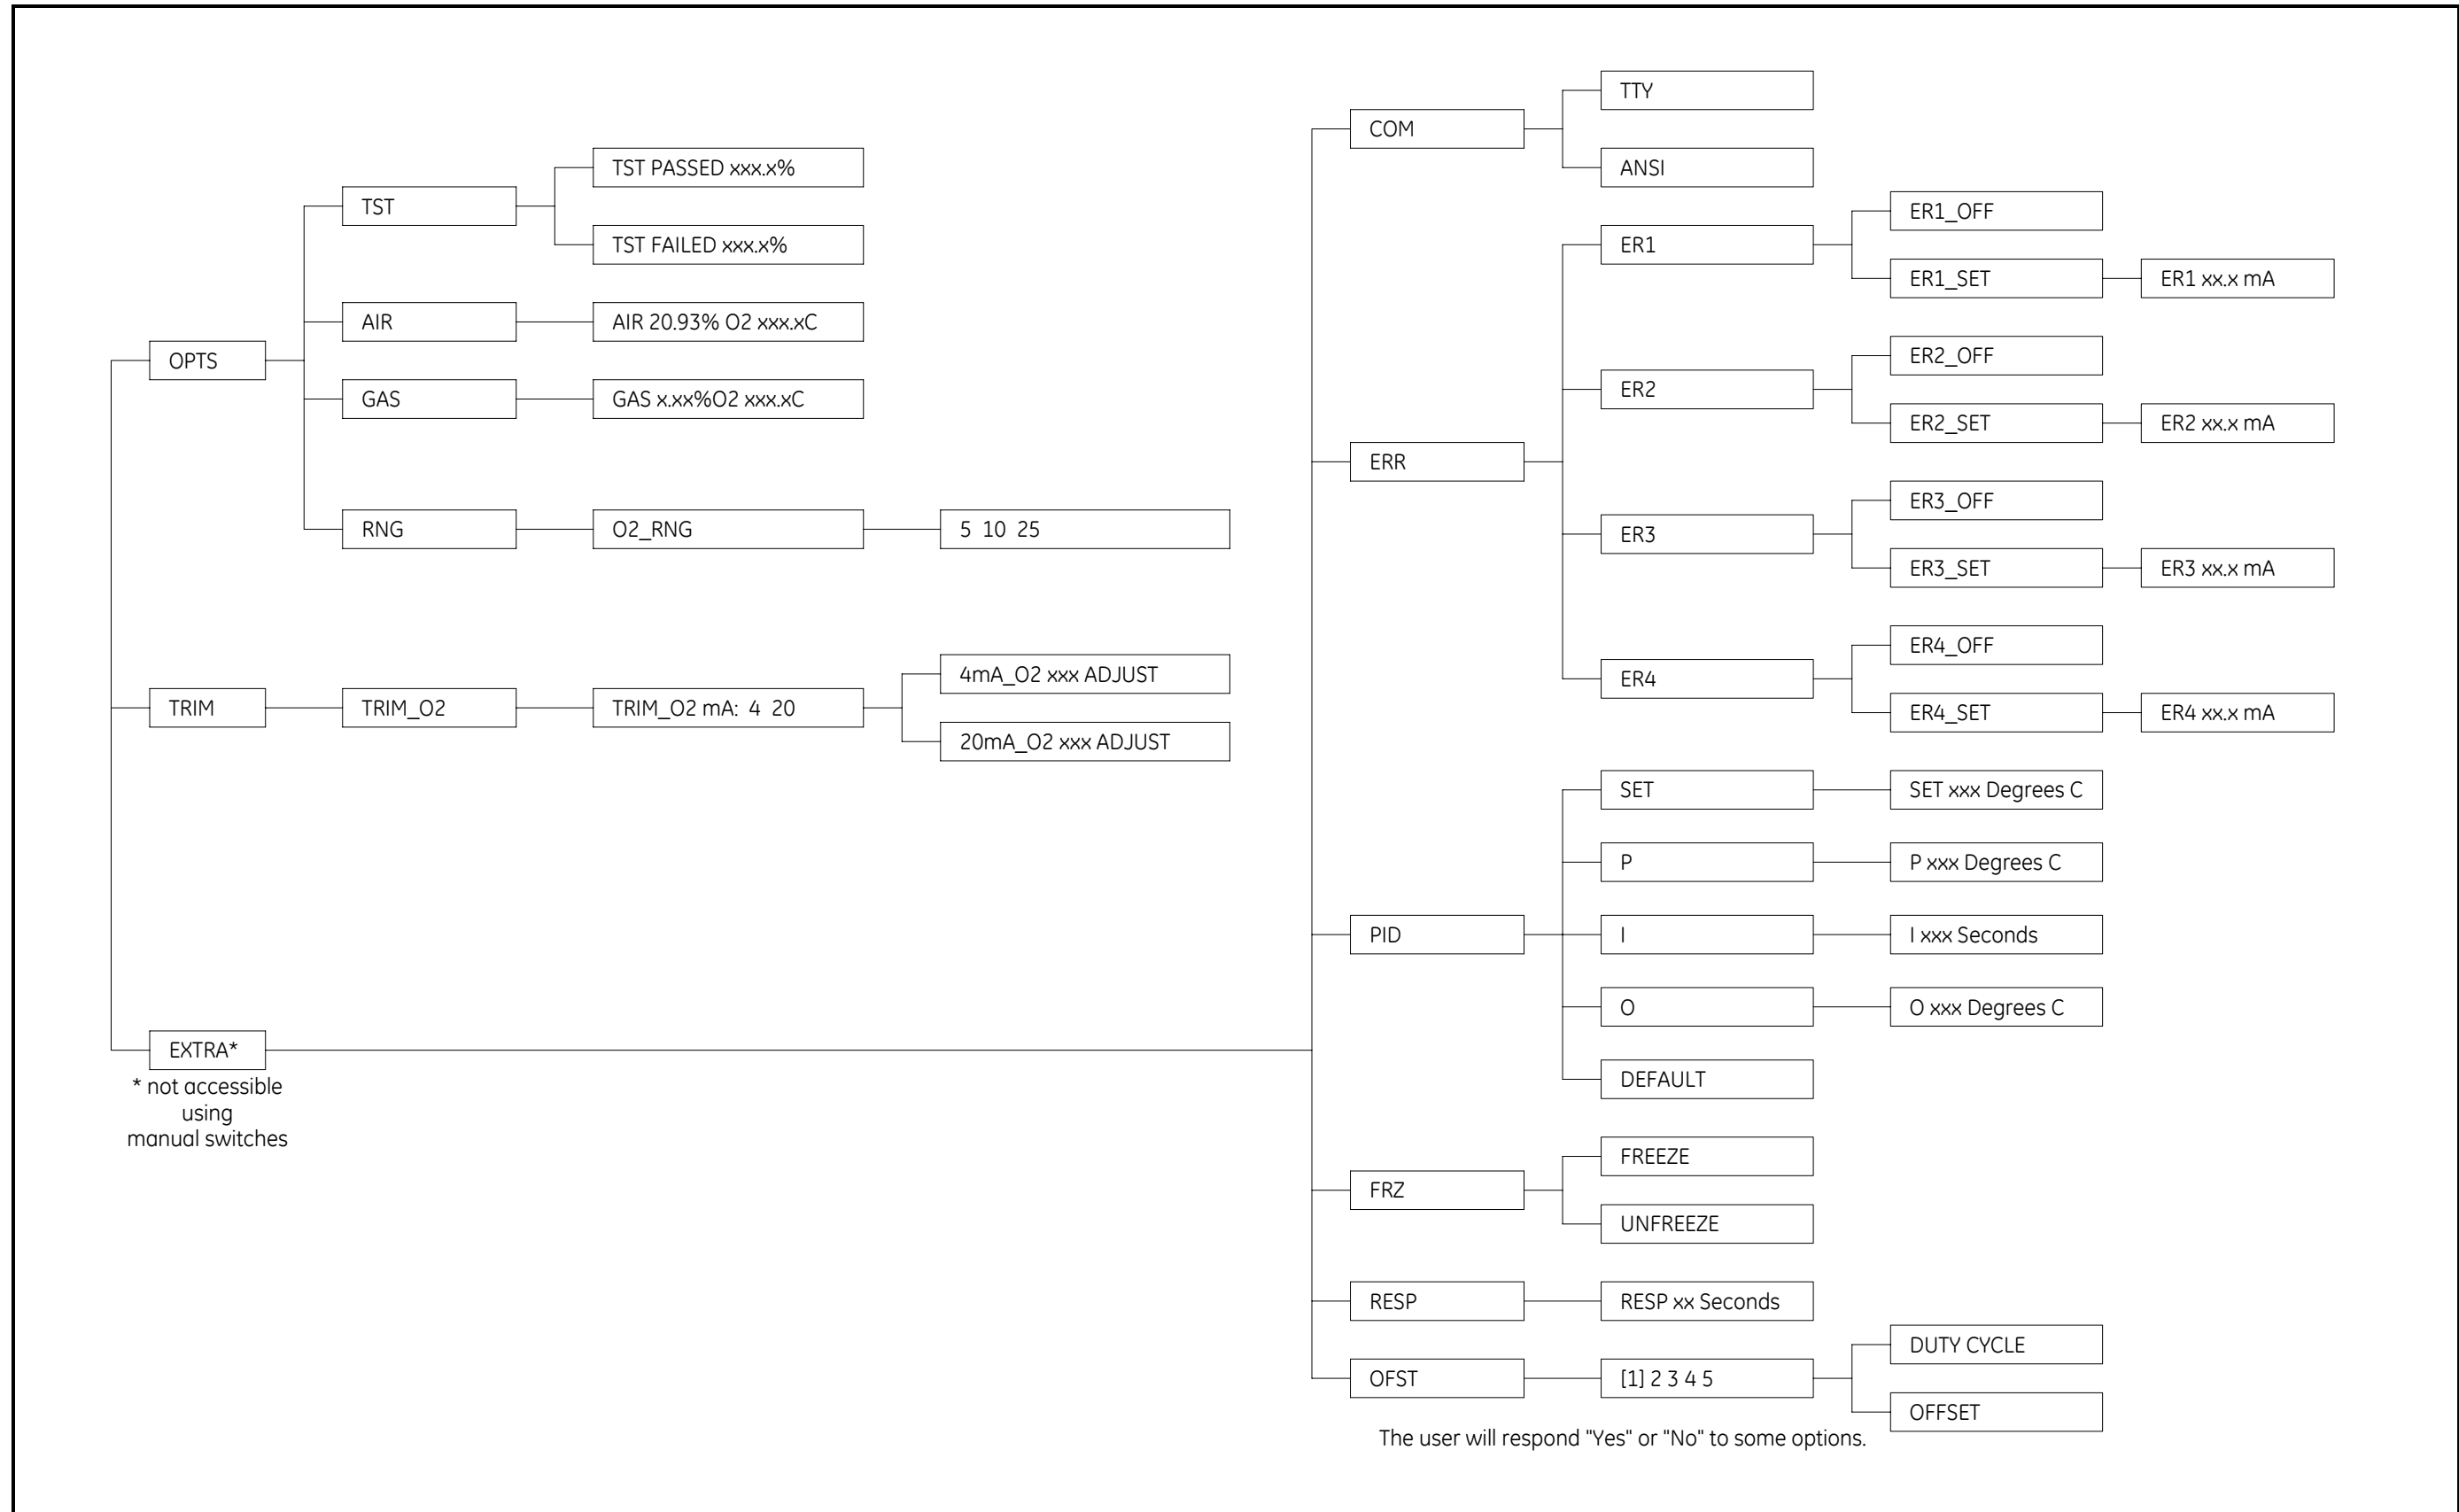 OPTS
TST
TST PASSED xxx.x%
TST FAILED xxx.x%
AIR
AIR 20.93% O2 xxx.xC
GAS
GAS x.xx%O2 xxx.xC
RNG
O2_RNG
5 10 25
TRIM
TRIM_O2
TRIM_O2 mA: 4 20
4mA_O2 xxx ADJUST
20mA_O2 xxx ADJUST
EXTRA*
* not accessible
using
manual switches
COM
TTY
ANSI
ERR
ER1
ER1_OFF
ER1_SET
ER1 xx.x mA
ER2
ER2_OFF
ER2_SET
ER2 xx.x mA
ER3
ER3_OFF
ER3_SET
ER3 xx.x mA
ER4
ER4_OFF
ER4_SET
ER4 xx.x mA
PID
SET
SET xxx Degrees C
P
P xxx Degrees C
I
I xxx Seconds
O
O xxx Degrees C
DEFAULT
FRZ
FREEZE
UNFREEZE
RESP
RESP xx Seconds
OFST
[1] 2 3 4 5
DUTY CYCLE
OFFSET
The user will respond "Yes" or "No" to some options.